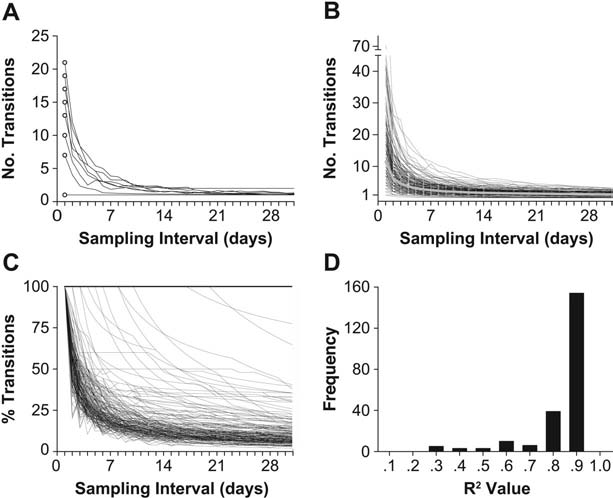 A
No. Transitions
25
20
15
10
5
0
0 7 14 21 28
Sampling Interval (days)
B
No. Transitions
70
40
30
20
10
1
0 7 14 21 28
Sampling Interval (days)
C
% Transitions
100
75
50
25
0
0 7 14 21 28
Sampling Interval (days)
D
Frequency
160
120
80
40
0
.1 .2 .3 .4 .5 .6 .7 .8 .9 1.0
R² Value